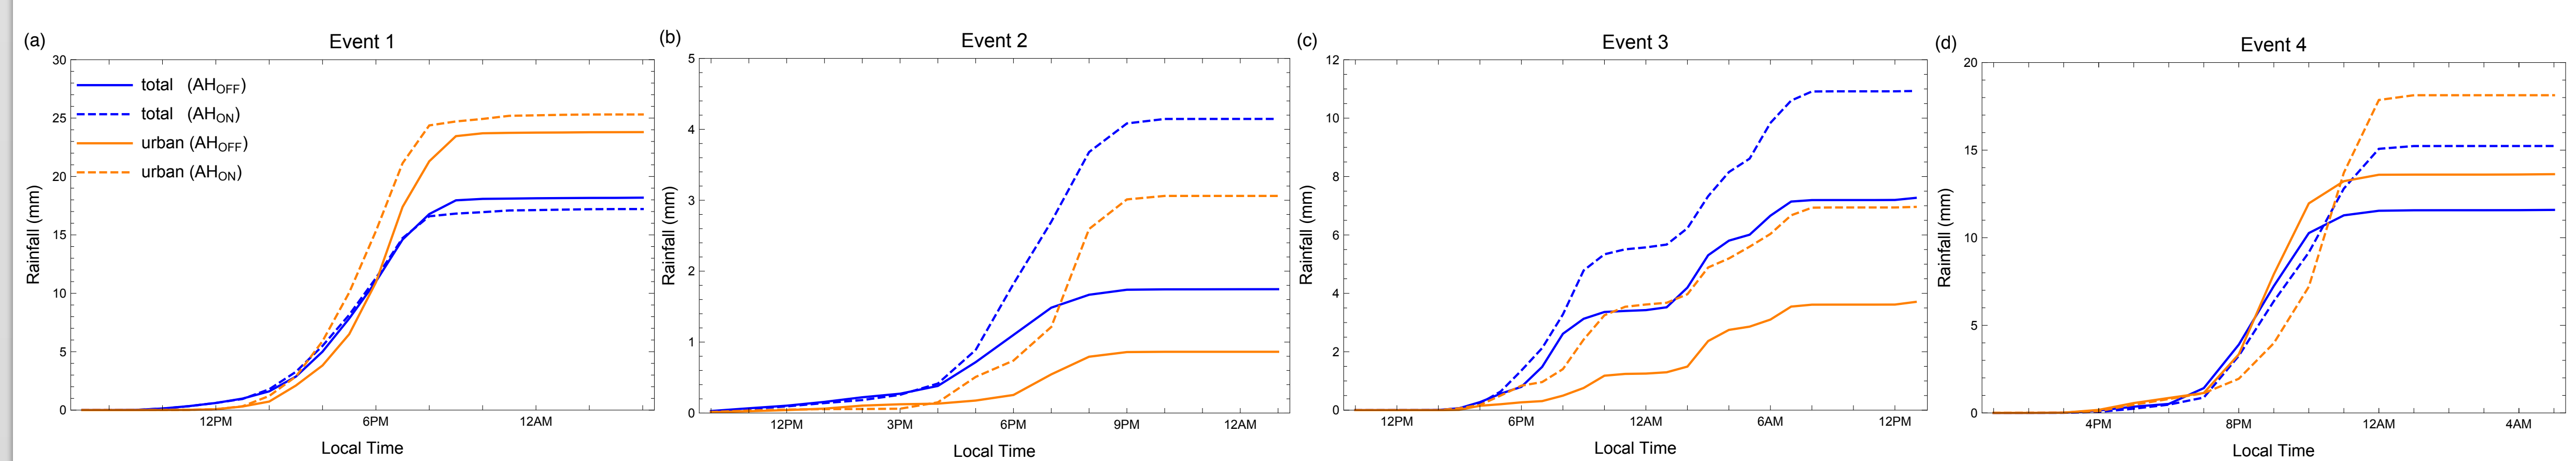 (a)
Event 1
30
25
20
15
10
5
0
Rainfall (mm)
total (AHOFF)
total (AHON)
urban (AHOFF)
urban (AHON)
12PM 6PM 12AM
Local Time
(b)
Event 2
5
4
3
2
1
0
Rainfall (mm)
12PM 3PM 6PM 9PM 12AM
Local Time
(c)
Event 3
12
10
8
6
4
2
0
Rainfall (mm)
12PM 6PM 12AM 6AM 12PM
Local Time
(d)
Event 4
20
15
10
5
0
Rainfall (mm)
4PM 8PM 12AM 4AM
Local Time